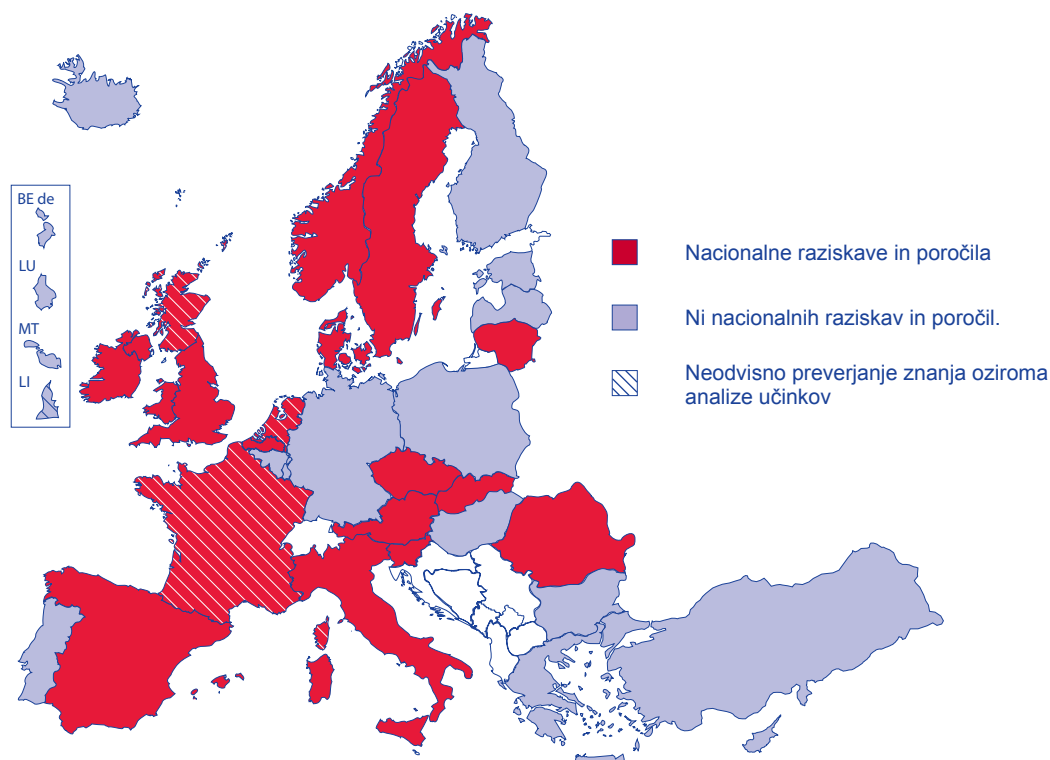 BE de
LU
MT
LI
Nacionalne raziskave in poročila
Ni nacionalnih raziskav in poročil.
Neodvisno preverjanje znanja oziroma
analize učinkov